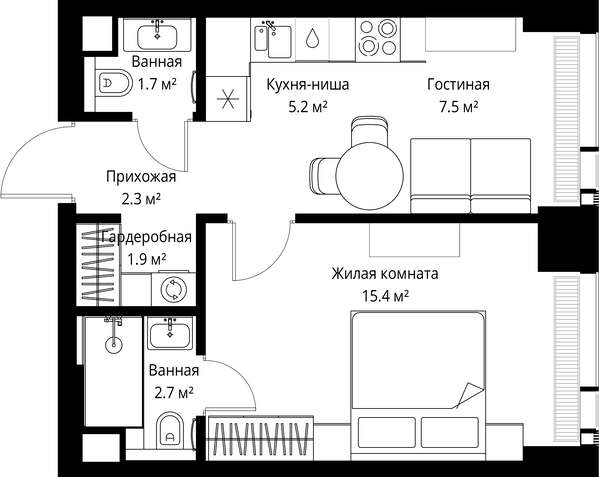 Ванная
1.7 м²
Кухня-ниша
5.2 м²
Гостиная
7.5 м²
Прихожая
2.3 м²
Гардеробная
1.9 м²
Жилая комната
15.4 м²
Ванная
2.7 м²